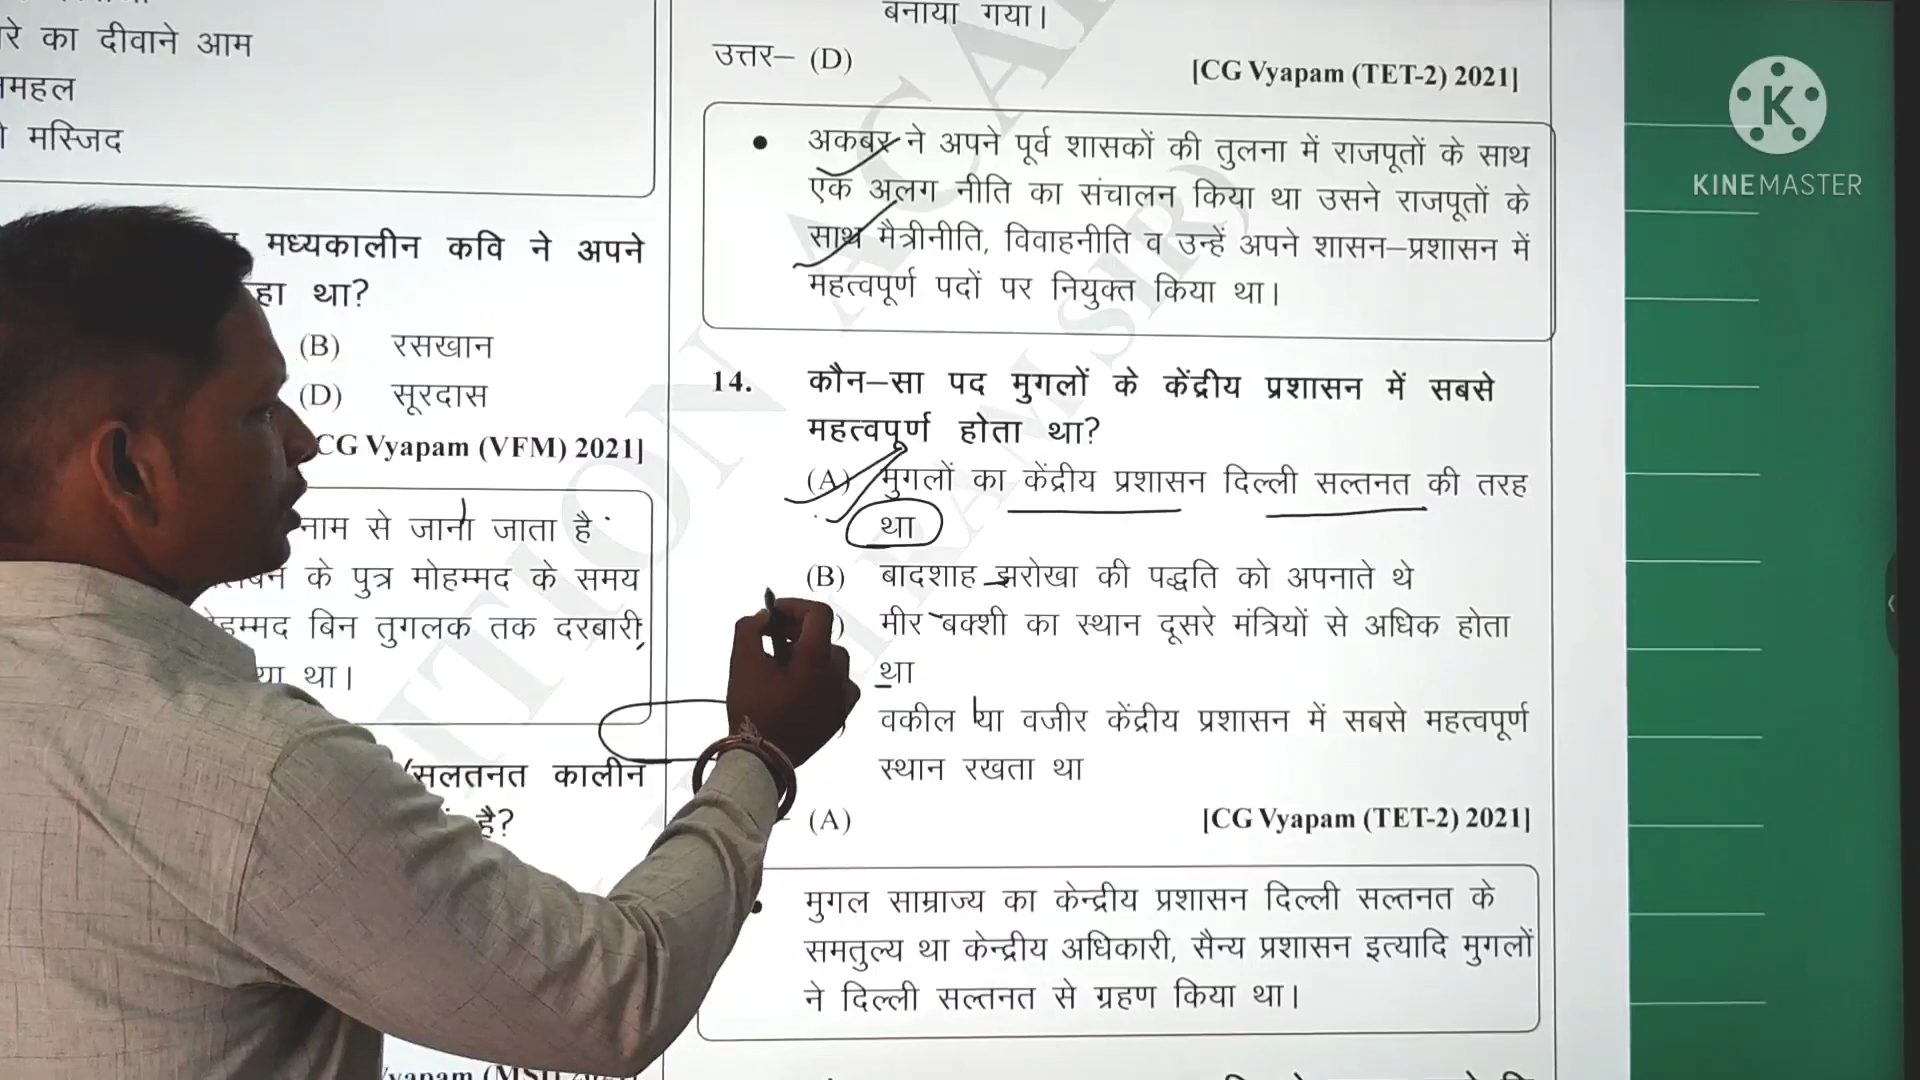 रे का दीवाने आम
महल
मस्जिद
मध्यकालीन कवि ने अपने
हा था?
(B) रसखान
(D) सूरदास
CG Vyapam (VFM) 2021]
नाम से जाना जाता है
के पुत्र मोहम्मद के समय
हम्मद बिन तुगलक तक दरबारी,
था।
(सलतनत कालीन
है?
बनाया गया।
उत्तर– (D)
[CG Vyapam (TET-2) 2021]
• अकबर ने अपने पूर्व शासकों की तुलना में राजपूतों के साथ
एक अलग नीति का संचालन किया था उसने राजपूतों के
साथ मैत्रीनीति, विवाहनीति व उन्हें अपने शासन–प्रशासन में
महत्वपूर्ण पदों पर नियुक्त किया था।
14. कौन–सा पद मुगलों के केंद्रीय प्रशासन में सबसे
महत्वपूर्ण होता था?
(A) मुगलों का केंद्रीय प्रशासन दिल्ली सल्तनत की तरह
था
(B) बादशाह झरोखा की पद्धति को अपनाते थे
) मीर बक्शी का स्थान दूसरे मंत्रियों से अधिक होता
था
वकील या वजीर केंद्रीय प्रशासन में सबसे महत्वपूर्ण
स्थान रखता था
(A)
[CG Vyapam (TET-2) 2021]
• मुगल साम्राज्य का केन्द्रीय प्रशासन दिल्ली सल्तनत के
समतुल्य था केन्द्रीय अधिकारी, सैन्य प्रशासन इत्यादि मुगलों
ने दिल्ली सल्तनत से ग्रहण किया था।
K
KINEMASTER